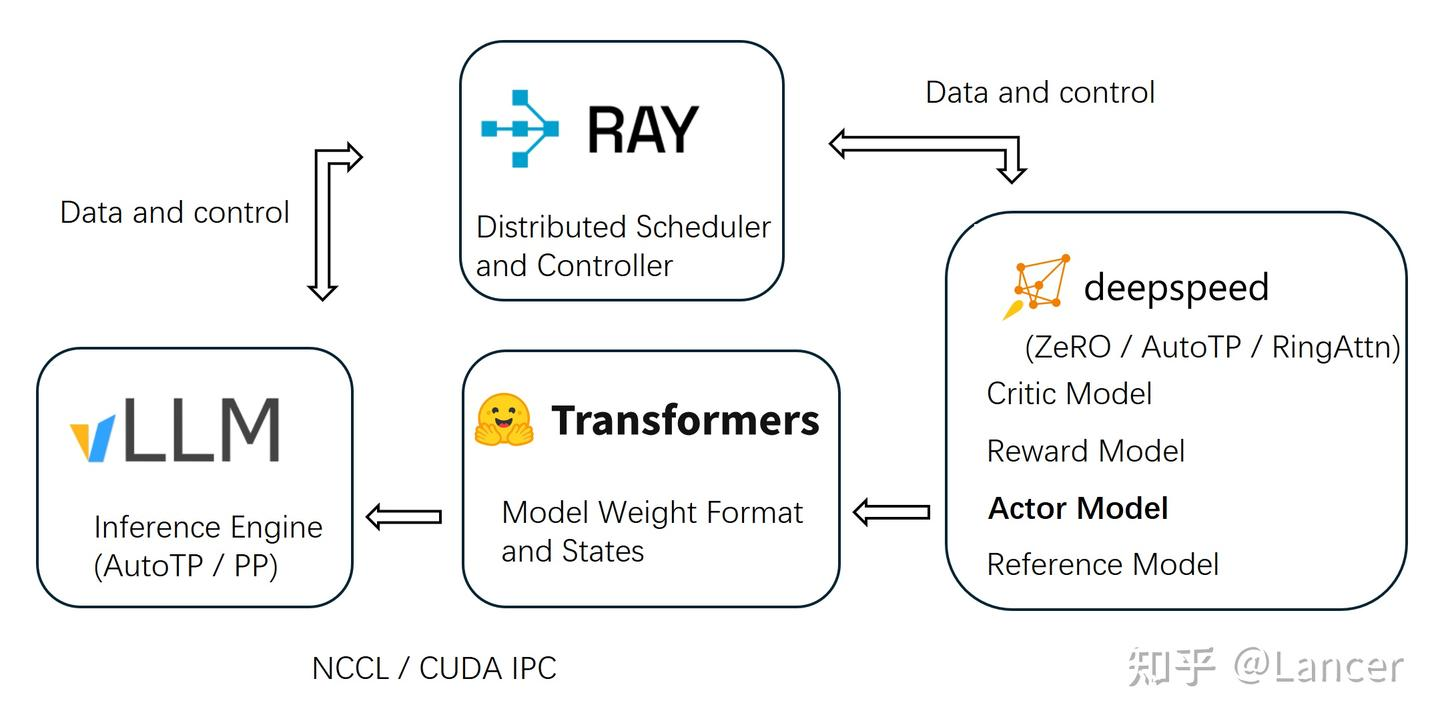 RAY
Distributed Scheduler
and Controller
Data and control
Data and control
deepspeed
(ZeRO / AutoTP / RingAttn)
Critic Model
Reward Model
Actor Model
Reference Model
vLLM
Inference Engine
(AutoTP / PP)
Transformers
Model Weight Format
and States
NCCL / CUDA IPC
知乎 @Lancer